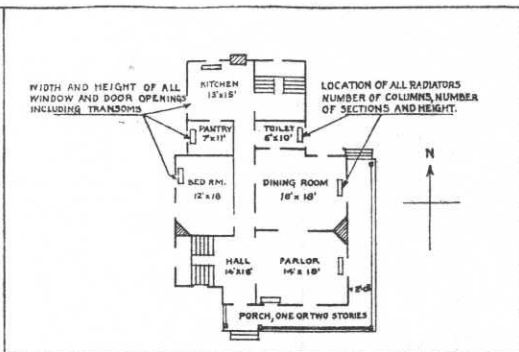 WIDTH AND HEIGHT OF ALL
WINDOW AND DOOR OPENINGS
INCLUDING TRANSOMS
KITCHEN
13'x15'
LOCATION OF ALL RADIATORS
NUMBER OF COLUMNS, NUMBER
OF SECTIONS AND HEIGHT.
PANTRY
7'x11'
TOILET
6'x10'
N
BED RM.
12'x18
DINING ROOM
16'x18'
HALL
14'x16'
PARLOR
14'x18'
PORCH, ONE OR TWO STORIES